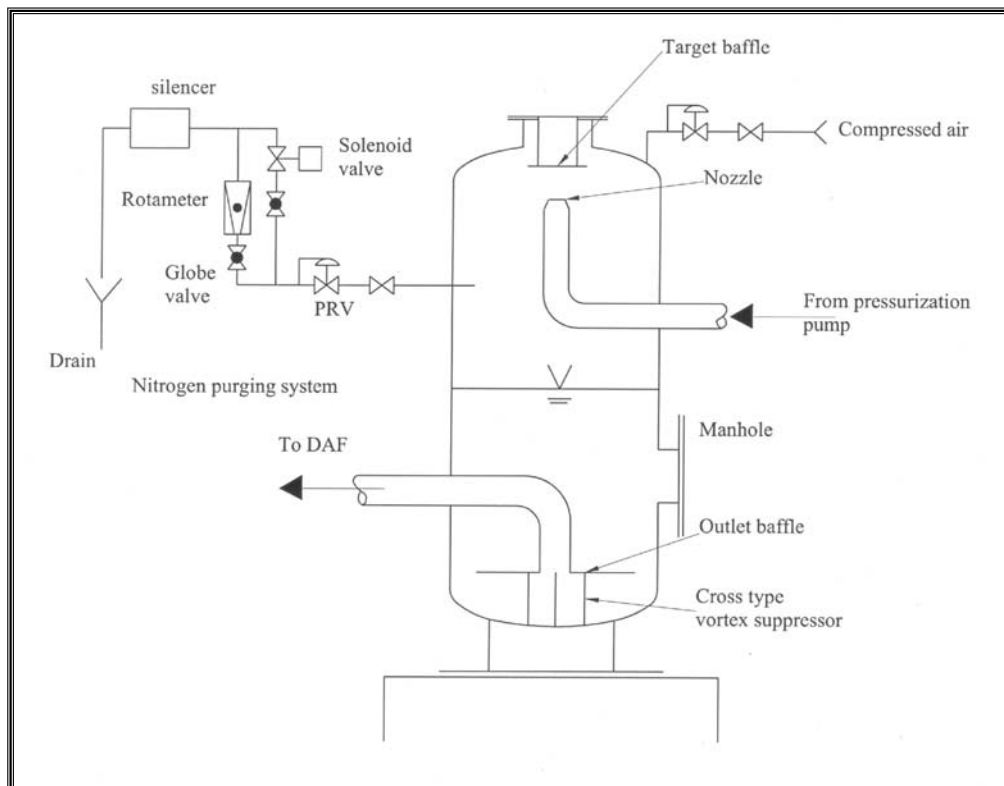 Target baffle
silencer
Compressed air
Solenoid
valve
Nozzle
Rotameter
Globe
valve
PRV
From pressurization
pump
Drain
Nitrogen purging system
Manhole
To DAF
Outlet baffle
Cross type
vortex suppressor